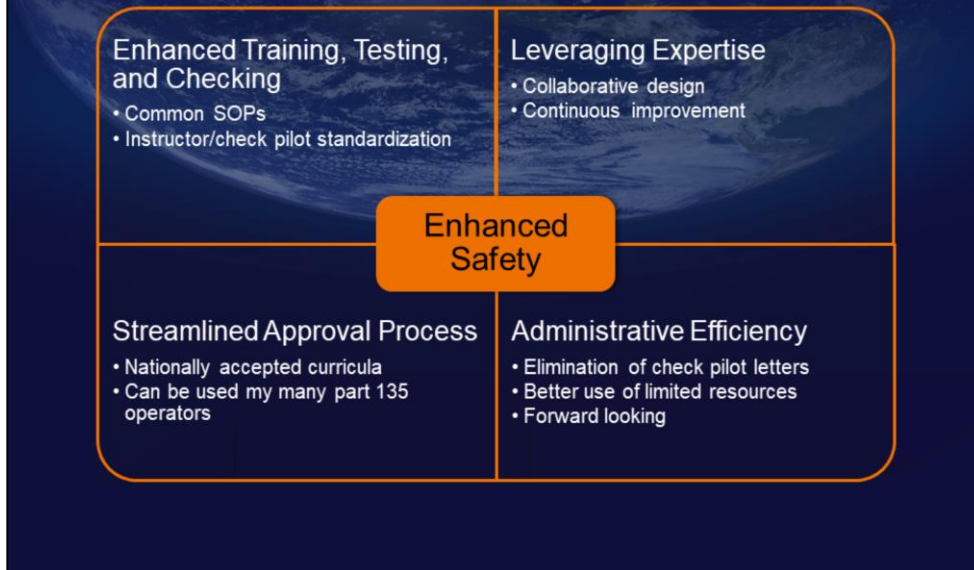 Enhanced Training, Testing,
and Checking
• Common SOPs
• Instructor/check pilot standardization
Leveraging Expertise
• Collaborative design
• Continuous improvement
Enhanced
Safety
Streamlined Approval Process
• Nationally accepted curricula
• Can be used my many part 135
operators
Administrative Efficiency
• Elimination of check pilot letters
• Better use of limited resources
• Forward looking